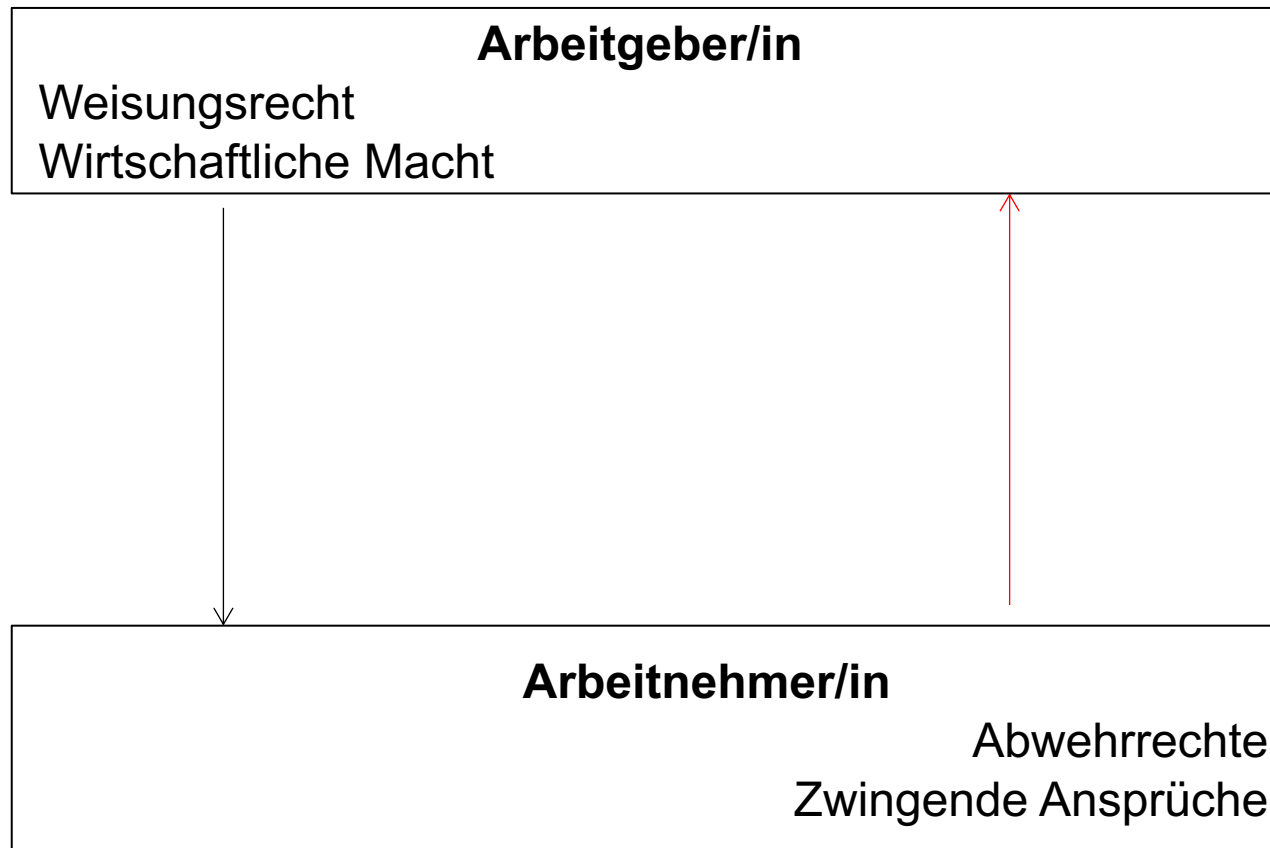 Arbeitgeber/in
Weisungsrecht
Wirtschaftliche Macht
Arbeitnehmer/in
Abwehrrechte
Zwingende Ansprüche